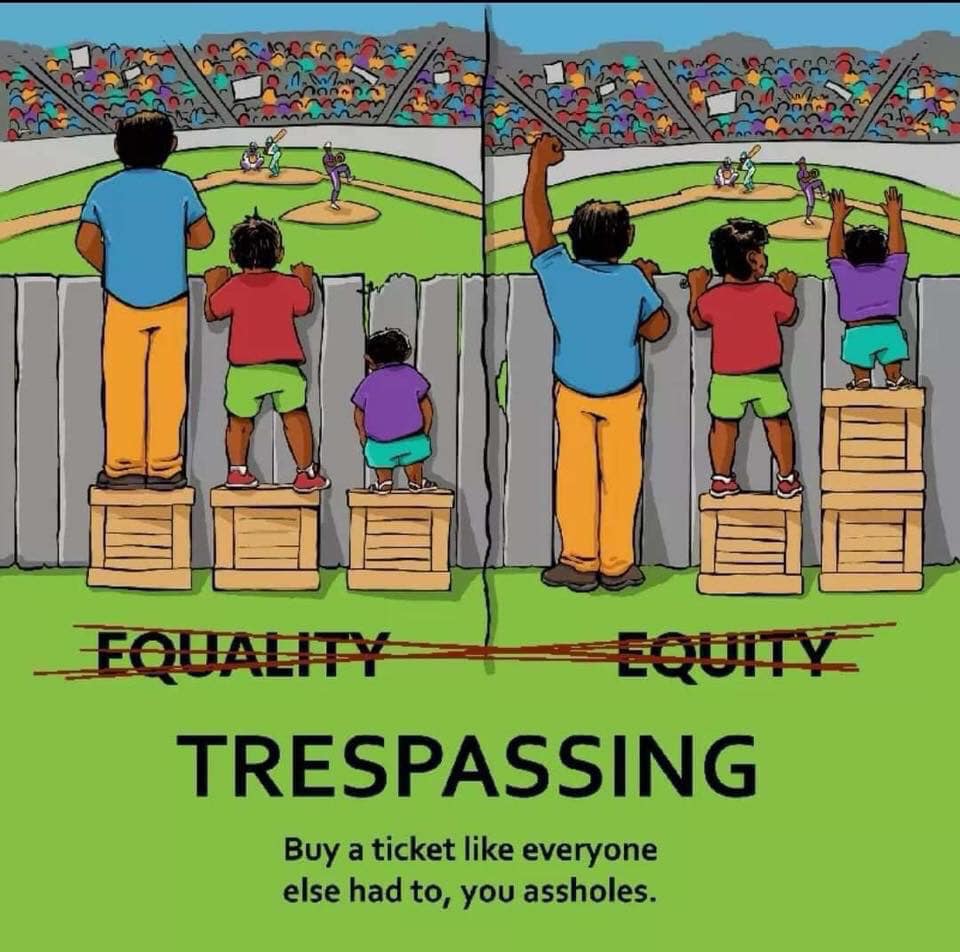 EQUALITY EQUITY
TRESPASSING
Buy a ticket like everyone
else had to, you assholes.